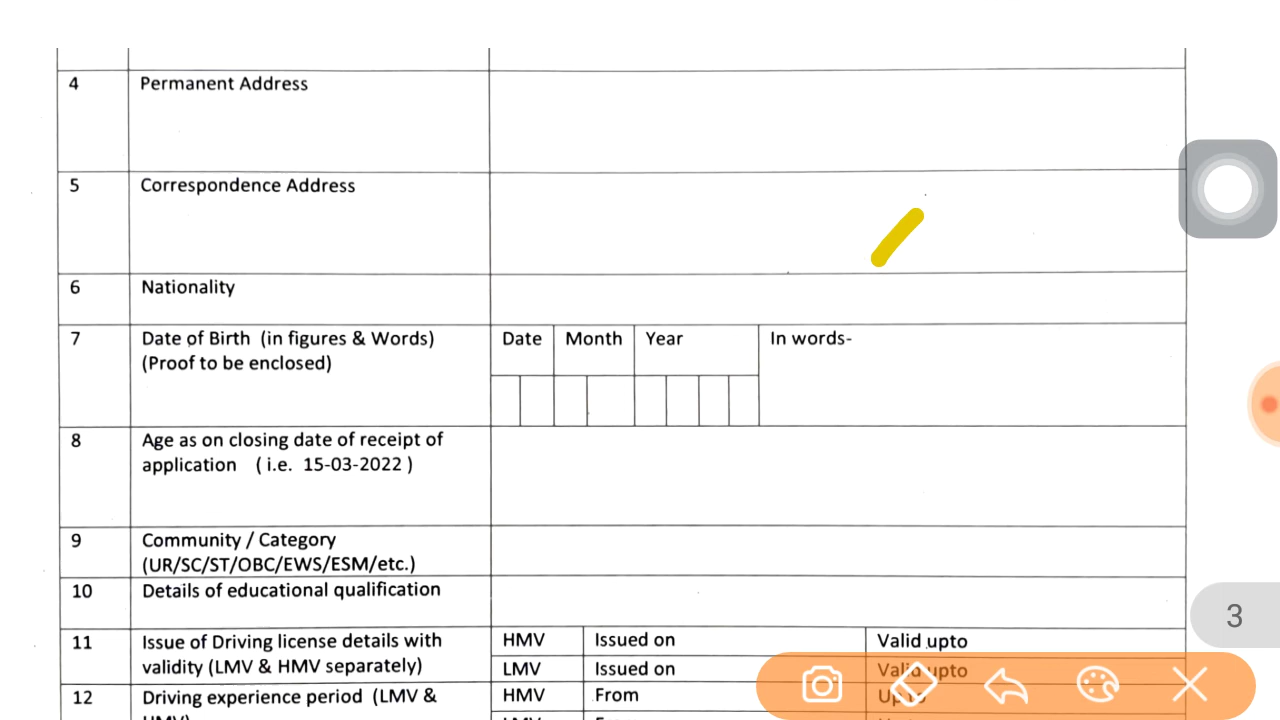 4 Permanent Address
5 Correspondence Address
6 Nationality
7 Date of Birth (in figures & Words) Date Month Year In words-
(Proof to be enclosed)
8 Age as on closing date of receipt of
application ( i.e. 15-03-2022 )
9 Community / Category
(UR/SC/ST/OBC/EWS/ESM/etc.)
10 Details of educational qualification
11 Issue of Driving license details with HMV Issued on Valid upto
validity (LMV & HMV separately) LMV Issued on Valid upto
12 Driving experience period (LMV & HMV From
3